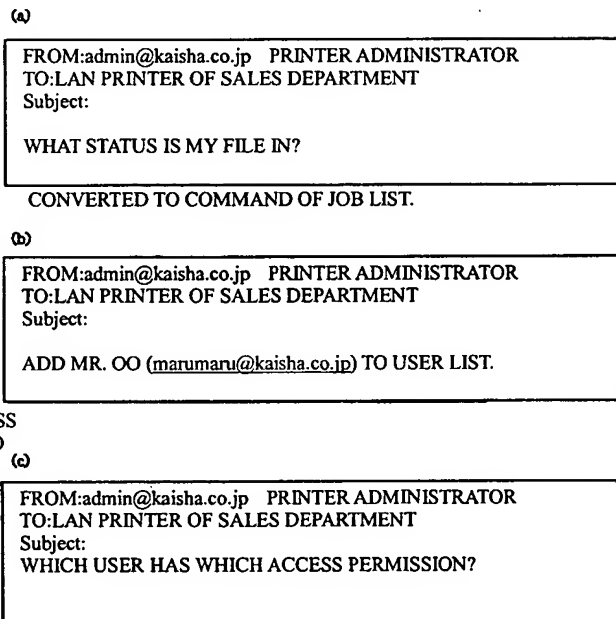 (a)
FROM:admin@kaisha.co.jp PRINTER ADMINISTRATOR
TO:LAN PRINTER OF SALES DEPARTMENT
Subject:
WHAT STATUS IS MY FILE IN?
CONVERTED TO COMMAND OF JOB LIST.
(b)
FROM:admin@kaisha.co.jp PRINTER ADMINISTRATOR
TO:LAN PRINTER OF SALES DEPARTMENT
Subject:
ADD MR. OO (marumaru@kaisha.co.jp) TO USER LIST.
(c)
FROM:admin@kaisha.co.jp PRINTER ADMINISTRATOR
TO:LAN PRINTER OF SALES DEPARTMENT
Subject:
WHICH USER HAS WHICH ACCESS PERMISSION?